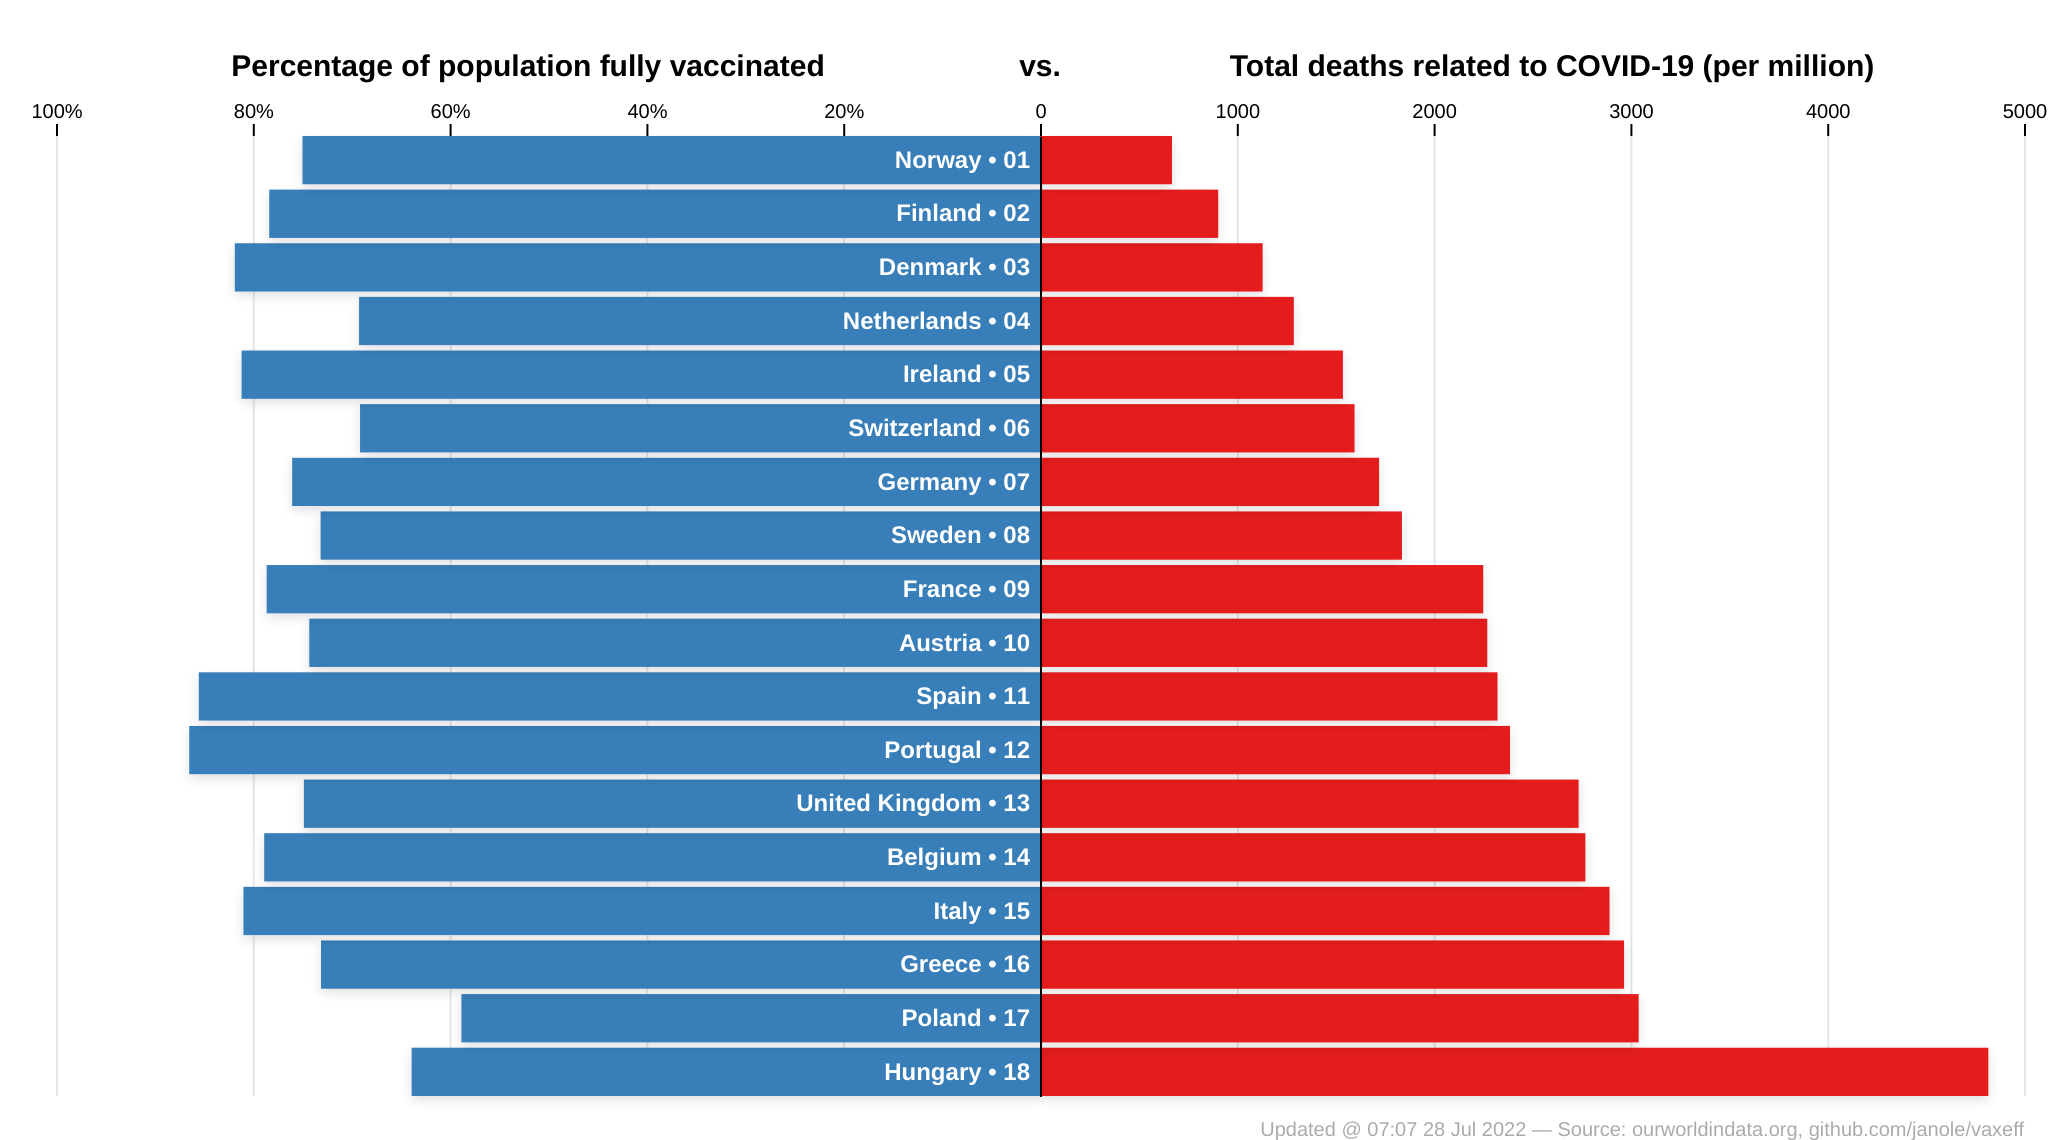 Percentage of population fully vaccinated vs. Total deaths related to COVID-19 (per million)
100% 80% 60% 40% 20% 0 1000 2000 3000 4000 5000
Norway • 01
Finland • 02
Denmark • 03
Netherlands • 04
Ireland • 05
Switzerland • 06
Germany • 07
Sweden • 08
France • 09
Austria • 10
Spain • 11
Portugal • 12
United Kingdom • 13
Belgium • 14
Italy • 15
Greece • 16
Poland • 17
Hungary • 18
Updated @ 07:07 28 Jul 2022 — Source: ourworldindata.org, github.com/janole/vaxeff